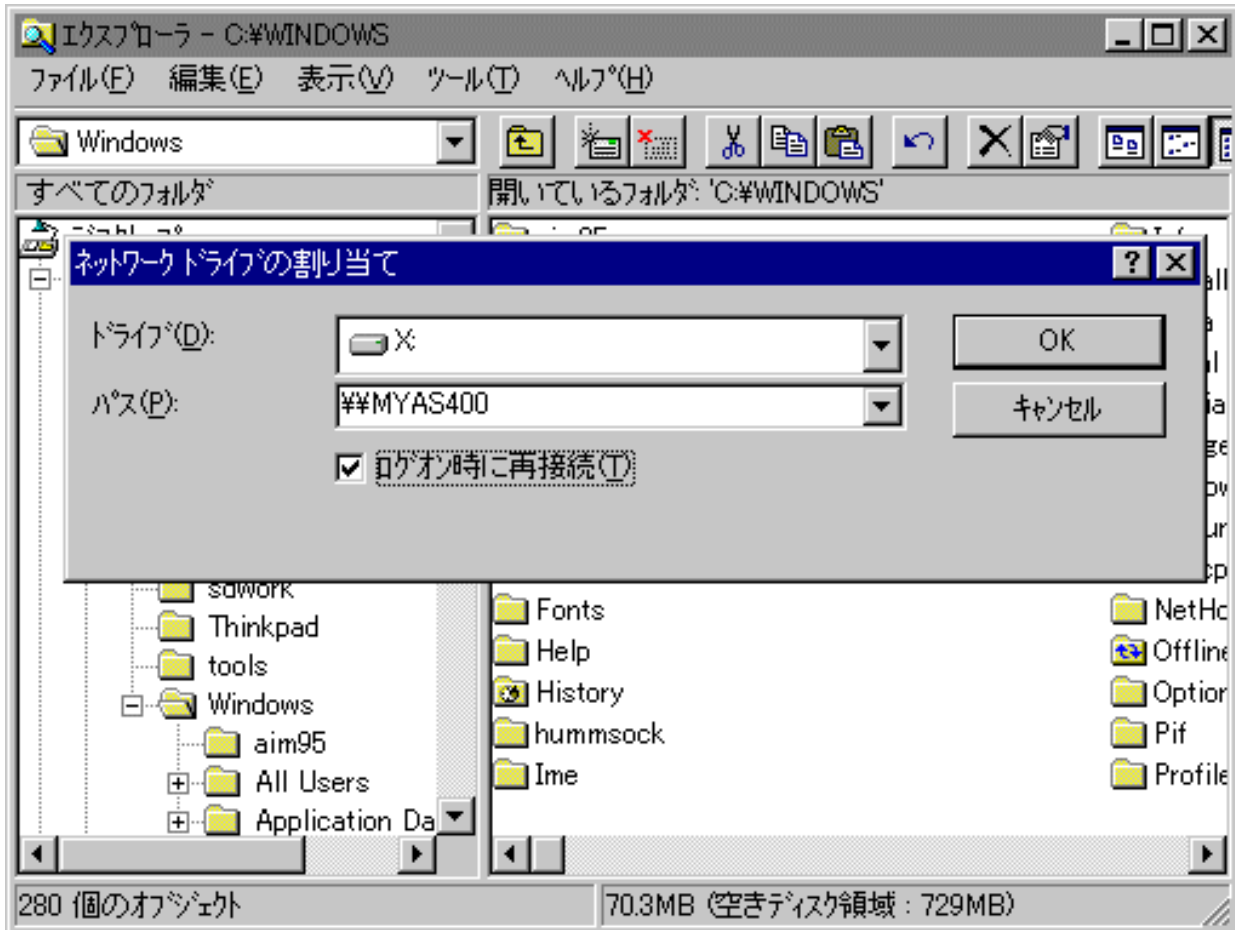 エクスプローラ - C:¥WINDOWS
ファイル(F) 編集(E) 表示(V) ツール(T) ヘルプ(H)
Windows
すべてのフォルダ
開いているフォルダ: 'C:¥WINDOWS'
ネットワーク ドライブの割り当て
ドライブ(D):
X:
OK
パス(P):
¥¥MYAS400
キャンセル
ログオン時に再接続(T)
sdwork
Thinkpad
tools
Windows
aim95
All Users
Application Da
Fonts
Help
History
hummsock
Ime
NetHo
Offline
Option
Pif
Profile
280 個のオブジェクト
70.3MB (空きディスク領域 : 729MB)